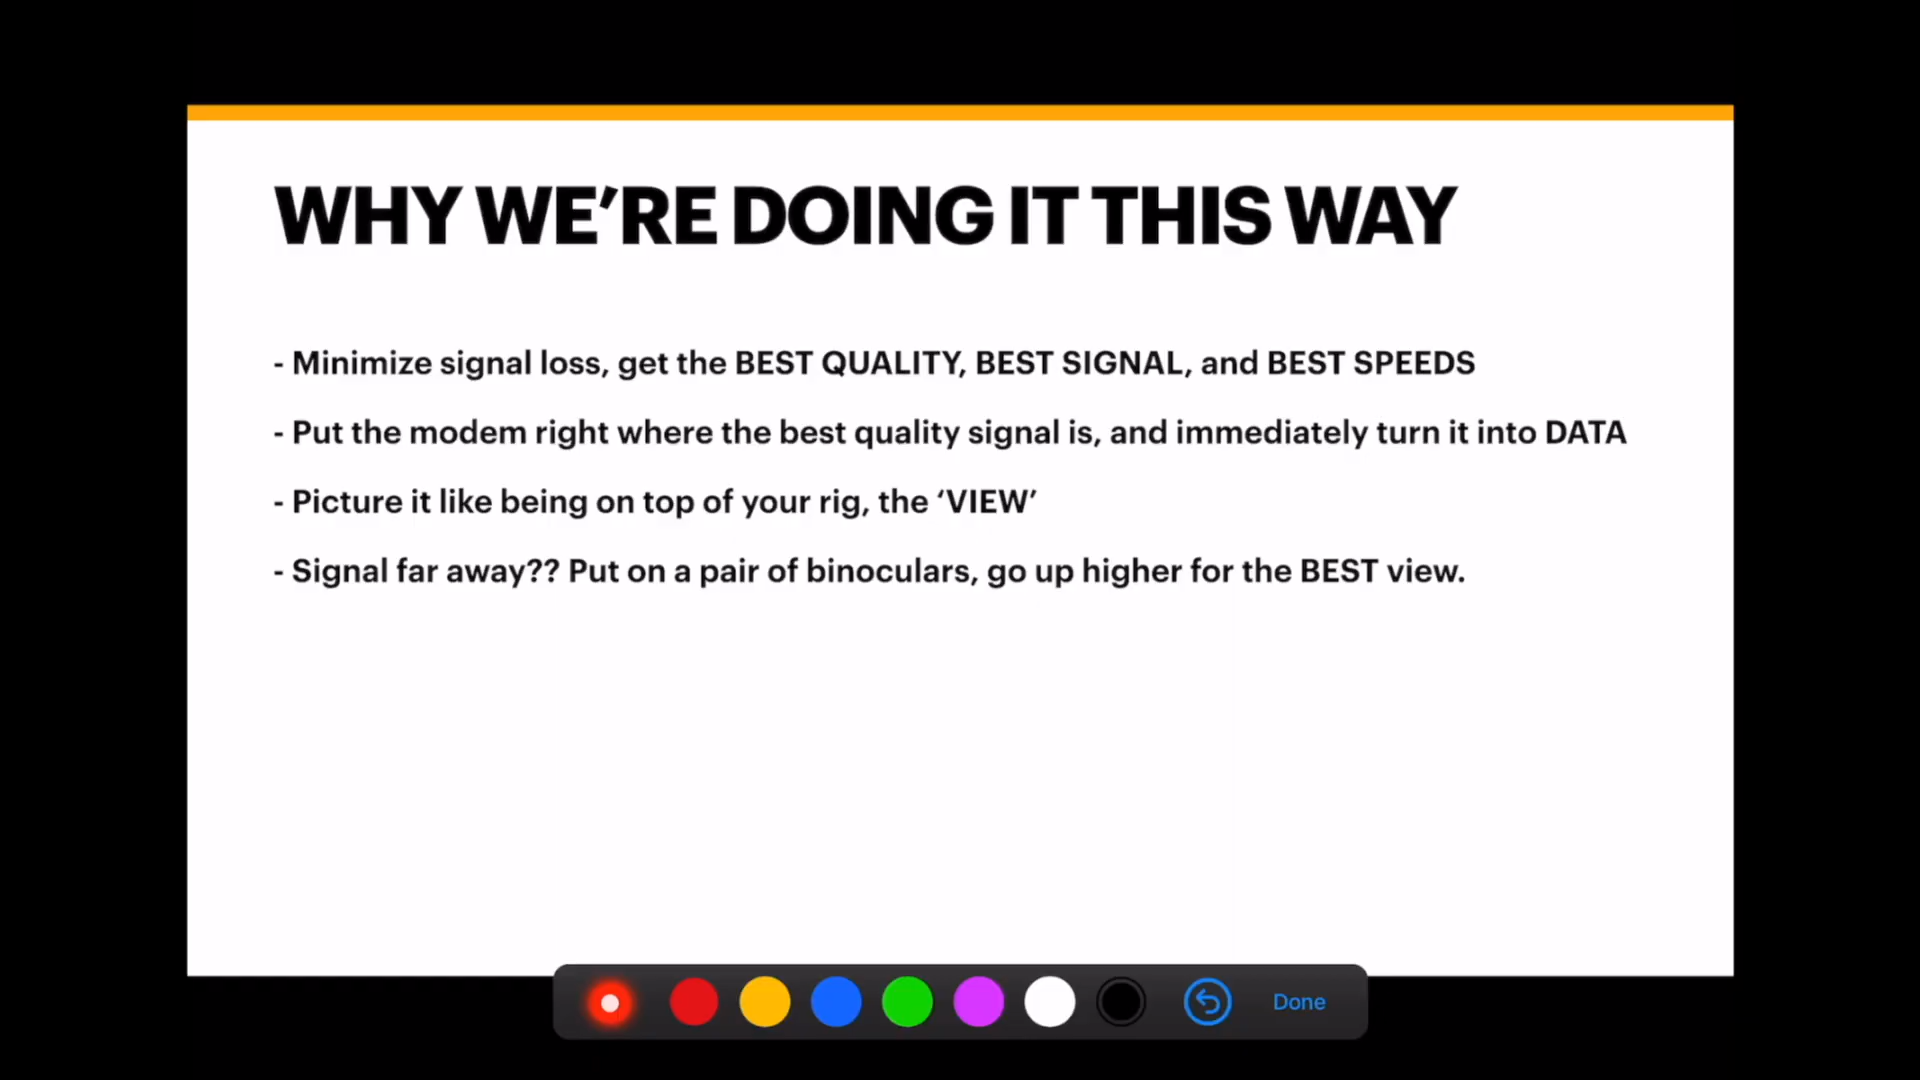 WHY WE’RE DOING IT THIS WAY
- Minimize signal loss, get the BEST QUALITY, BEST SIGNAL, and BEST SPEEDS
- Put the modem right where the best quality signal is, and immediately turn it into DATA
- Picture it like being on top of your rig, the ‘VIEW’
- Signal far away?? Put on a pair of binoculars, go up higher for the BEST view.
Done